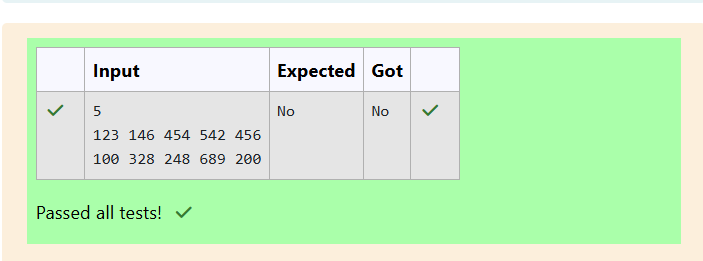 Input Expected Got
5 No No
123 146 454 542 456
100 328 248 689 200
Passed all tests!